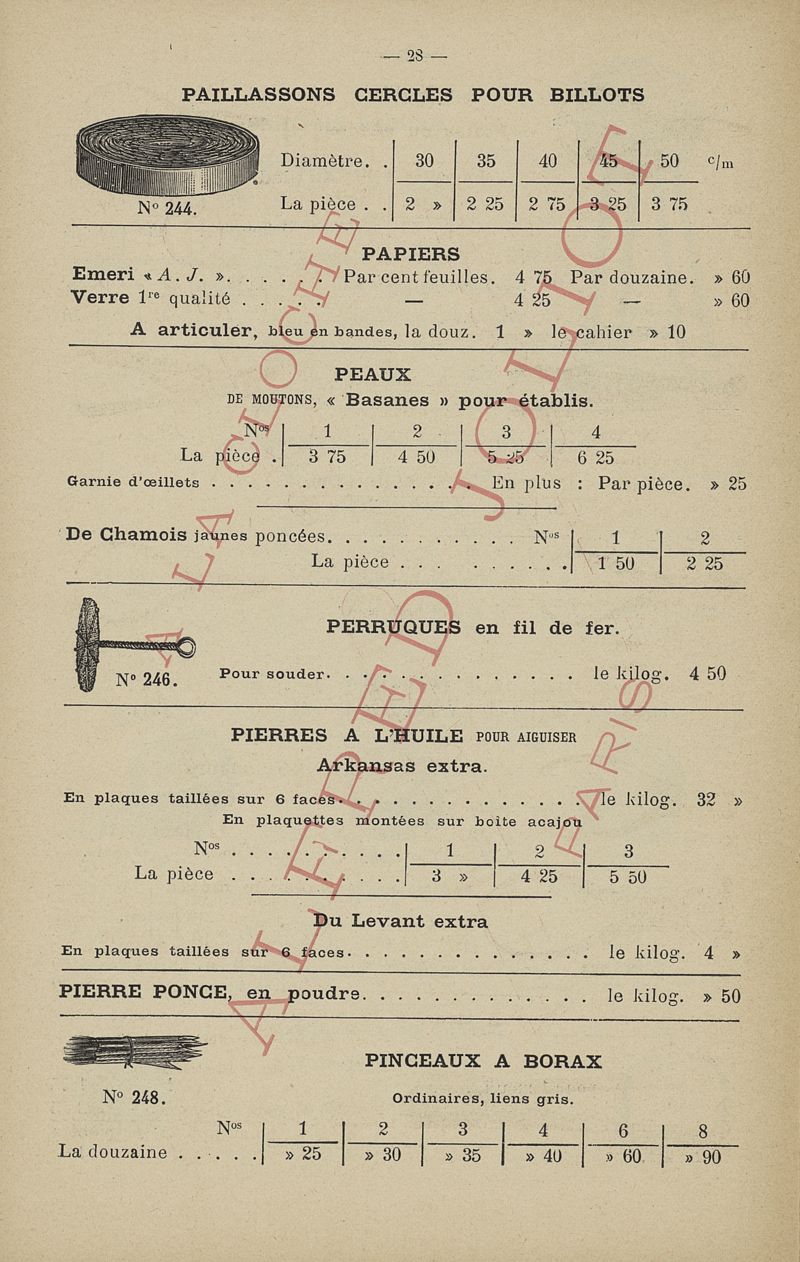 — 28 —
PAILLASSONS CERCLES POUR BILLOTS
Diamètre. . 30 35 40 45 50 c/m
N° 244. La pièce . . 2 » 2 25 2 75 3 25 3 75
PAPIERS
Emeri « A. J. ». . . . . . Par cent feuilles. 4 75 Par douzaine. » 60
Verre 1re qualité . . . . . — 4 25 — » 60
A articuler, bleu en bandes, la douz. 1 » le cahier » 10
PEAUX
DE MOUTONS, « Basanes » pour établis.
Nos 1 2 3 4
La pièce . 3 75 4 50 5 25 6 25
Garnie d'œillets . . . . . . . . . . . . . . . En plus : Par pièce. » 25
De Chamois jaunes poncées. . . . . . . . . . . Nos 1 2
La pièce . . . . . . . . . 1 50 2 25
PERRUQUES en fil de fer.
N° 246. Pour souder. . . . . . . . . . . . . . le kilog. 4 50
PIERRES A L'HUILE POUR AIGUISER
Arkansas extra.
En plaques taillées sur 6 faces. . . . . . . . . . . . . le kilog. 32 »
En plaquettes montées sur boite acajou
Nos . . . . . . . . . 1 2 3
La pièce . . . . . . . . . 3 » 4 25 5 50
Du Levant extra
En plaques taillées sur 6 faces. . . . . . . . . . . . . . le kilog. 4 »
PIERRE PONCE, en poudre. . . . . . . . . . . . . le kilog. » 50
PINCEAUX A BORAX
N° 248. Ordinaires, liens gris.
Nos 1 2 3 4 6 8
La douzaine . . . . . » 25 » 30 » 35 » 40 » 60 » 90